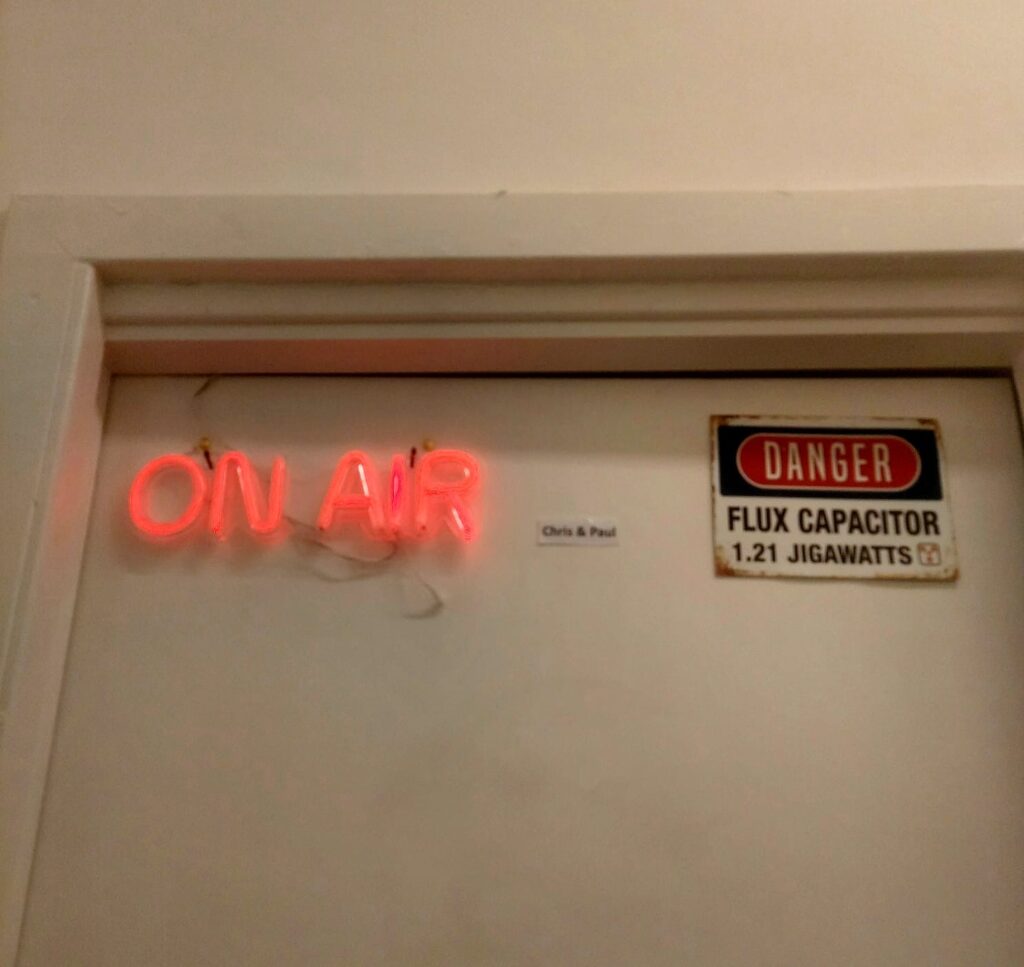 ON AIR
Chris & Paul
DANGER
FLUX CAPACITOR
1.21 JIGAWATTS